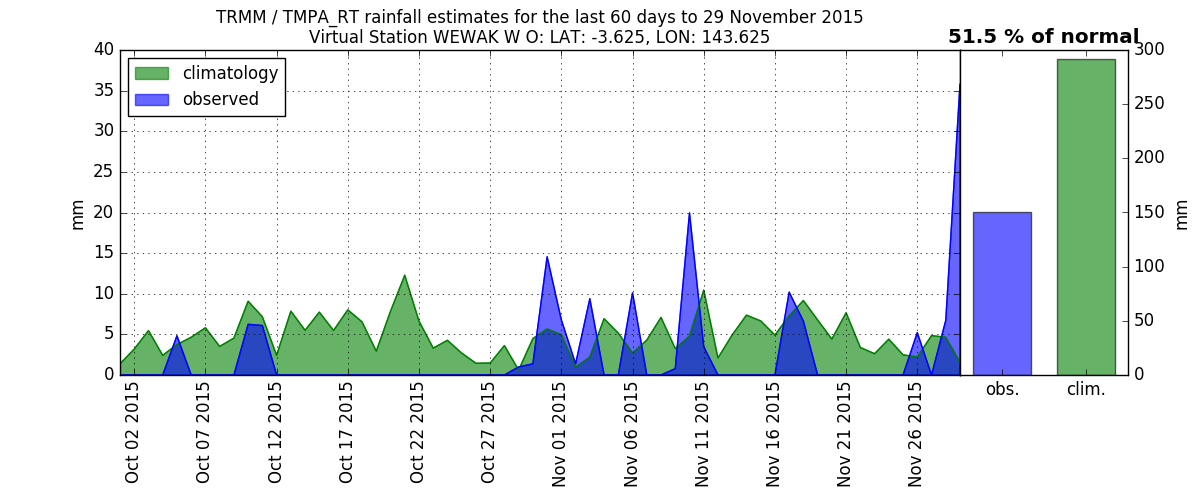 TRMM / TMPA_RT rainfall estimates for the last 60 days to 29 November 2015
Virtual Station WEWAK W O: LAT: -3.625, LON: 143.625
51.5 % of normal
climatology
observed
40
35
30
25
20
15
10
5
0
mm
Oct 02 2015
Oct 07 2015
Oct 12 2015
Oct 17 2015
Oct 22 2015
Oct 27 2015
Nov 01 2015
Nov 06 2015
Nov 11 2015
Nov 16 2015
Nov 21 2015
Nov 26 2015
300
250
200
150
100
50
0
mm
obs.
clim.